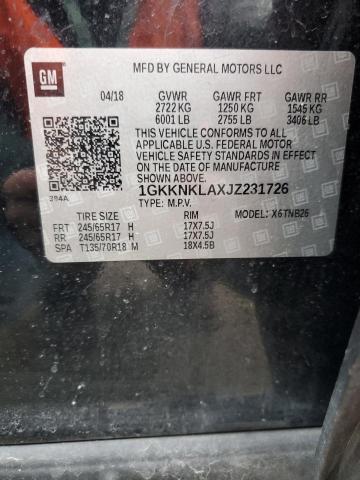 GM
MFD BY GENERAL MOTORS LLC
04/18 GVWR GAWR FRT GAWR RR
2722 KG 1250 KG 1545 KG
6001 LB 2755 LB 3406 LB
THIS VEHICLE CONFORMS TO ALL
APPLICABLE U.S. FEDERAL MOTOR
VEHICLE SAFETY STANDARDS IN EFFECT
ON THE DATE OF MANUFACTURE
SHOWN ABOVE.
394A
1GKKNKLAXJZ231726
TYPE: M.P.V.
MODEL: X6TNB26
TIRE SIZE RIM
FRT 245/65R17 H 17X7.5J
RR 245/65R17 H 17X7.5J
SPA T135/70R18 M 18X4.5B